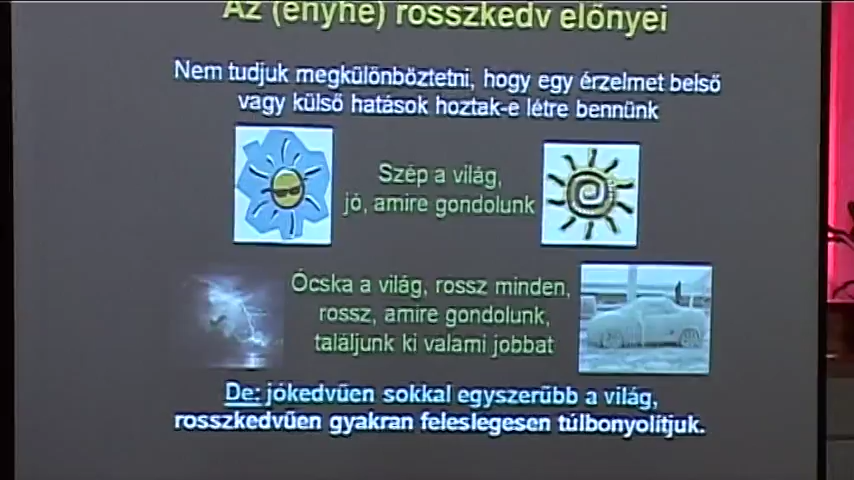 Az (enyhe) rosszkedv előnyei
Nem tudjuk megkülönböztetni, hogy egy érzelmet belső
vagy külső hatások hoztak-e létre bennünk
Szép a világ,
jó, amire gondolunk
Ócska a világ, rossz minden,
rossz, amire gondolunk,
találjunk ki valami jobbat
De: jókedvűen sokkal egyszerűbb a világ,
rosszkedvűen gyakran feleslegesen túlbonyolítjuk.